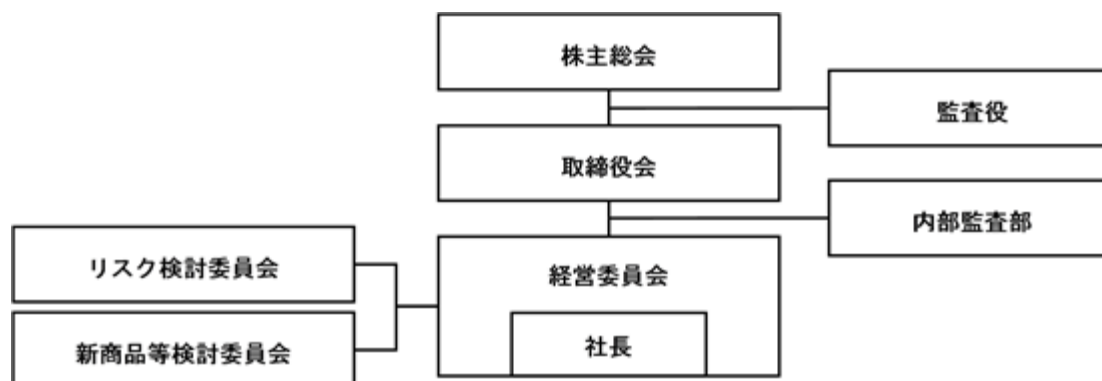 株主総会
監査役
取締役会
内部監査部
リスク検討委員会
経営委員会
新商品等検討委員会
社長